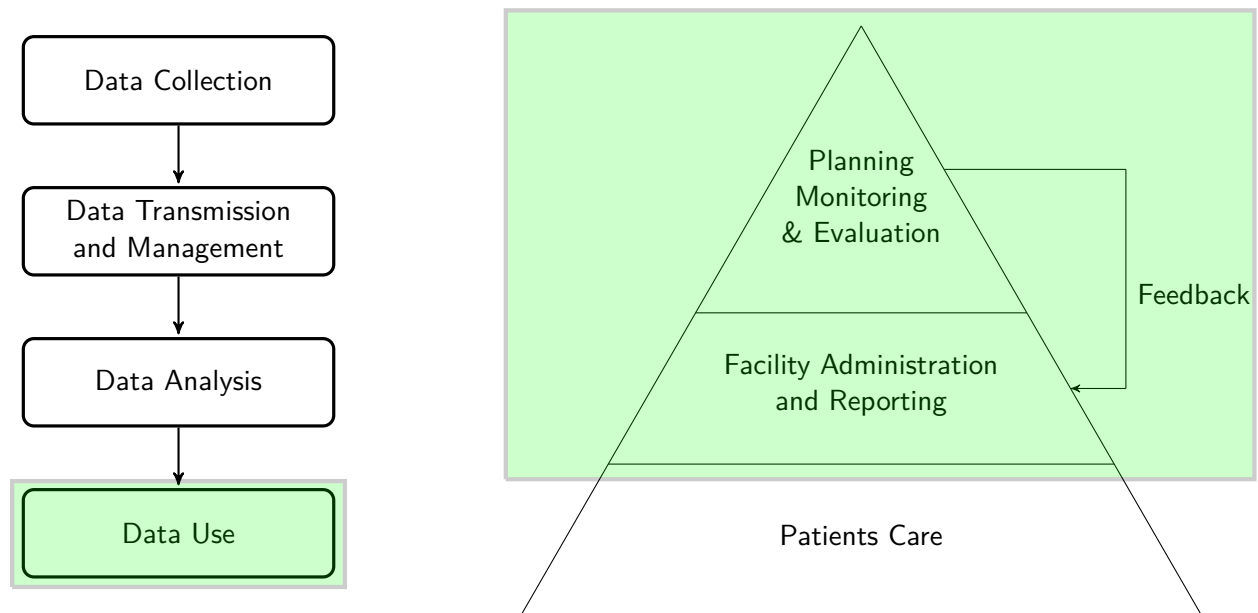 Data Collection
Data Transmission
and Management
Data Analysis
Data Use
Planning
Monitoring
& Evaluation
Feedback
Facility Administration
and Reporting
Patients Care